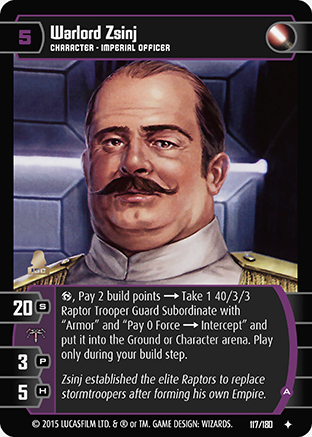 5 Warlord Zsinj
CHARACTER - IMPERIAL OFFICER
20 S
3 P
5 H
, Pay 2 build points → Take 1 40/3/3
Raptor Trooper Guard Subordinate with
“Armor” and “Pay 0 Force → Intercept” and
put it into the Ground or Character arena. Play
only during your build step.
Zsinj established the elite Raptors to replace
stormtroopers after forming his own Empire.
A
© 2015 LUCASFILM LTD. & ® or TM. GAME DESIGN: WIZARDS. 117/180